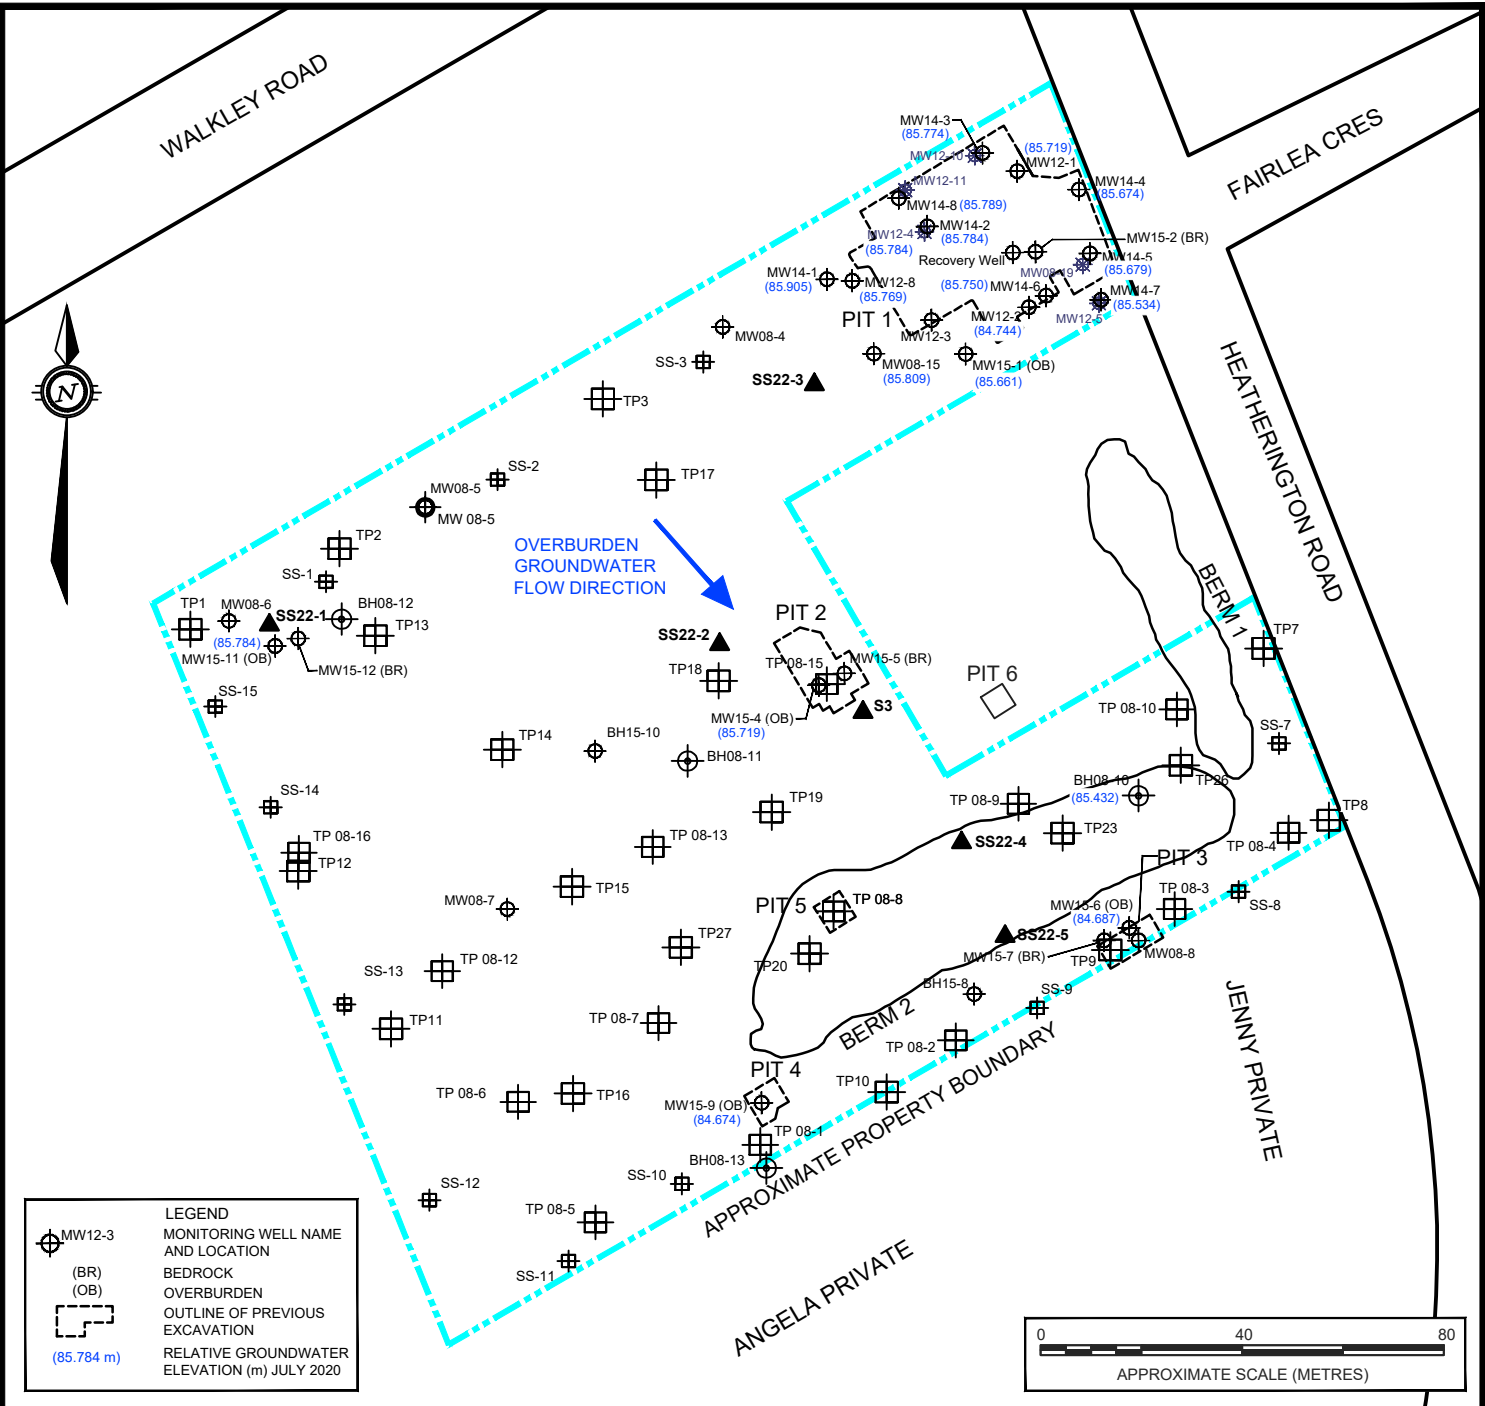 WALKLEY ROAD
FAIRLEA CRES
HEATHERINGTON ROAD
JENNY PRIVATE
ANGELA PRIVATE
APPROXIMATE PROPERTY BOUNDARY
N
MW14-3
(85.774)
MW12-10
(85.719)
MW12-1
MW12-11
MW14-4
(85.674)
MW14-8 (85.789)
MW14-2
MW12-4
(85.784)
(85.784)
MW15-2 (BR)
Recovery Well
MW14-5
(85.679)
MW08-19
MW14-1
(85.905)
MW12-8
(85.769)
(85.750)
MW14-6
MW14-7
(85.534)
MW12-5
MW12-2
(84.744)
PIT 1
MW12-3
MW08-4
MW08-15
(85.809)
MW15-1 (OB)
(85.661)
SS-3
SS22-3
TP3
SS-2
TP17
MW08-5
MW 08-5
OVERBURDEN
GROUNDWATER
FLOW DIRECTION
TP2
SS-1
TP1
MW08-6
SS22-1
BH08-12
TP13
(85.784)
MW15-11 (OB)
MW15-12 (BR)
SS-15
PIT 2
SS22-2
TP 08-15
MW15-5 (BR)
TP18
S3
MW15-4 (OB)
(85.719)
PIT 6
BERM 1
TP7
TP 08-10
SS-7
TP14
BH15-10
BH08-11
BH08-10
(85.432)
TP26
SS-14
TP19
TP 08-9
TP23
TP8
TP 08-4
TP 08-16
TP12
TP 08-13
SS22-4
PIT 3
TP15
MW08-7
PIT 5
TP 08-8
TP 08-3
SS-8
MW15-6 (OB)
(84.687)
SS22-5
MW15-7 (BR)
TP9
MW08-8
TP27
TP20
SS-13
TP 08-12
BH15-8
SS-9
TP11
TP 08-7
BERM 2
TP 08-2
PIT 4
TP10
TP 08-6
TP16
MW15-9 (OB)
(84.674)
TP 08-1
BH08-13
SS-10
SS-12
TP 08-5
SS-11
LEGEND
MW12-3
MONITORING WELL NAME
AND LOCATION
(BR)
BEDROCK
(OB)
OVERBURDEN
OUTLINE OF PREVIOUS
EXCAVATION
(85.784 m)
RELATIVE GROUNDWATER
ELEVATION (m) JULY 2020
0 40 80
APPROXIMATE SCALE (METRES)